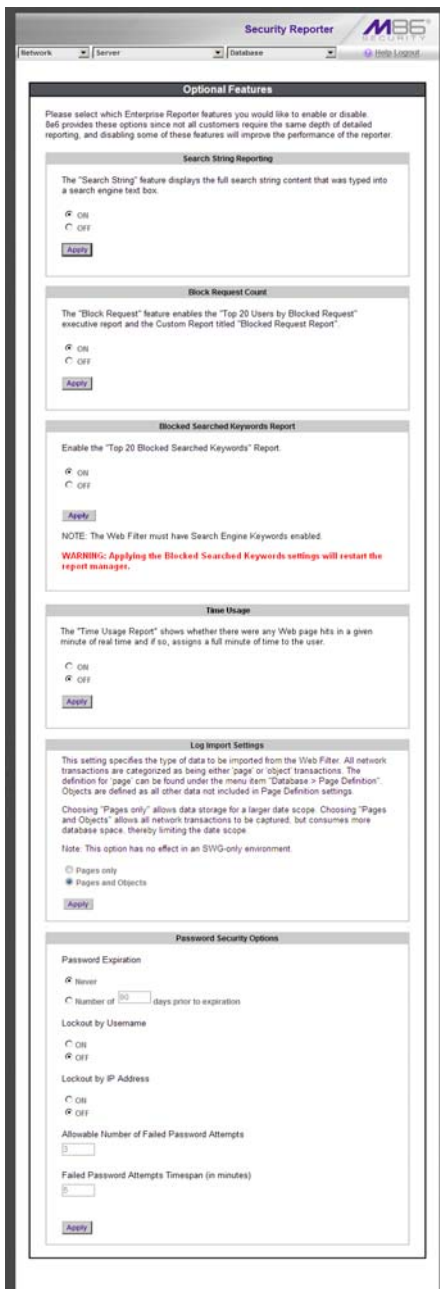 Security Reporter
M86
SECURITY
Network
Server
Database
Help Logout
Optional Features
Please select which Enterprise Reporter features you would like to enable or disable.
8e6 provides these options since not all customers require the same depth of detailed
reporting, and disabling some of these features will improve the performance of the reporter.
Search String Reporting
The "Search String" feature displays the full search string content that was typed into
a search engine text box.
ON
OFF
Apply
Block Request Count
The "Block Request" feature enables the "Top 20 Users by Blocked Request"
executive report and the Custom Report titled "Blocked Request Report".
ON
OFF
Apply
Blocked Searched Keywords Report
Enable the "Top 20 Blocked Searched Keywords" Report.
ON
OFF
Apply
NOTE: The Web Filter must have Search Engine Keywords enabled.
WARNING: Applying the Blocked Searched Keywords settings will restart the
report manager.
Time Usage
The "Time Usage Report" shows whether there were any Web page hits in a given
minute of real time and if so, assigns a full minute of time to the user.
ON
OFF
Apply
Log Import Settings
This setting specifies the type of data to be imported from the Web Filter. All network
transactions are categorized as being either 'page' or 'object' transactions. The
definition for 'page' can be found under the menu item "Database > Page Definition".
Objects are defined as all other data not included in Page Definition settings.
Choosing "Pages only" allows data storage for a larger date scope. Choosing "Pages
and Objects" allows all network transactions to be captured, but consumes more
database space, thereby limiting the date scope.
Note: This option has no effect in an SWG-only environment.
Pages only
Pages and Objects
Apply
Password Security Options
Password Expiration
Never
Number of 90 days prior to expiration
Lockout by Username
ON
OFF
Lockout by IP Address
ON
OFF
Allowable Number of Failed Password Attempts
3
Failed Password Attempts Timespan (in minutes)
5
Apply